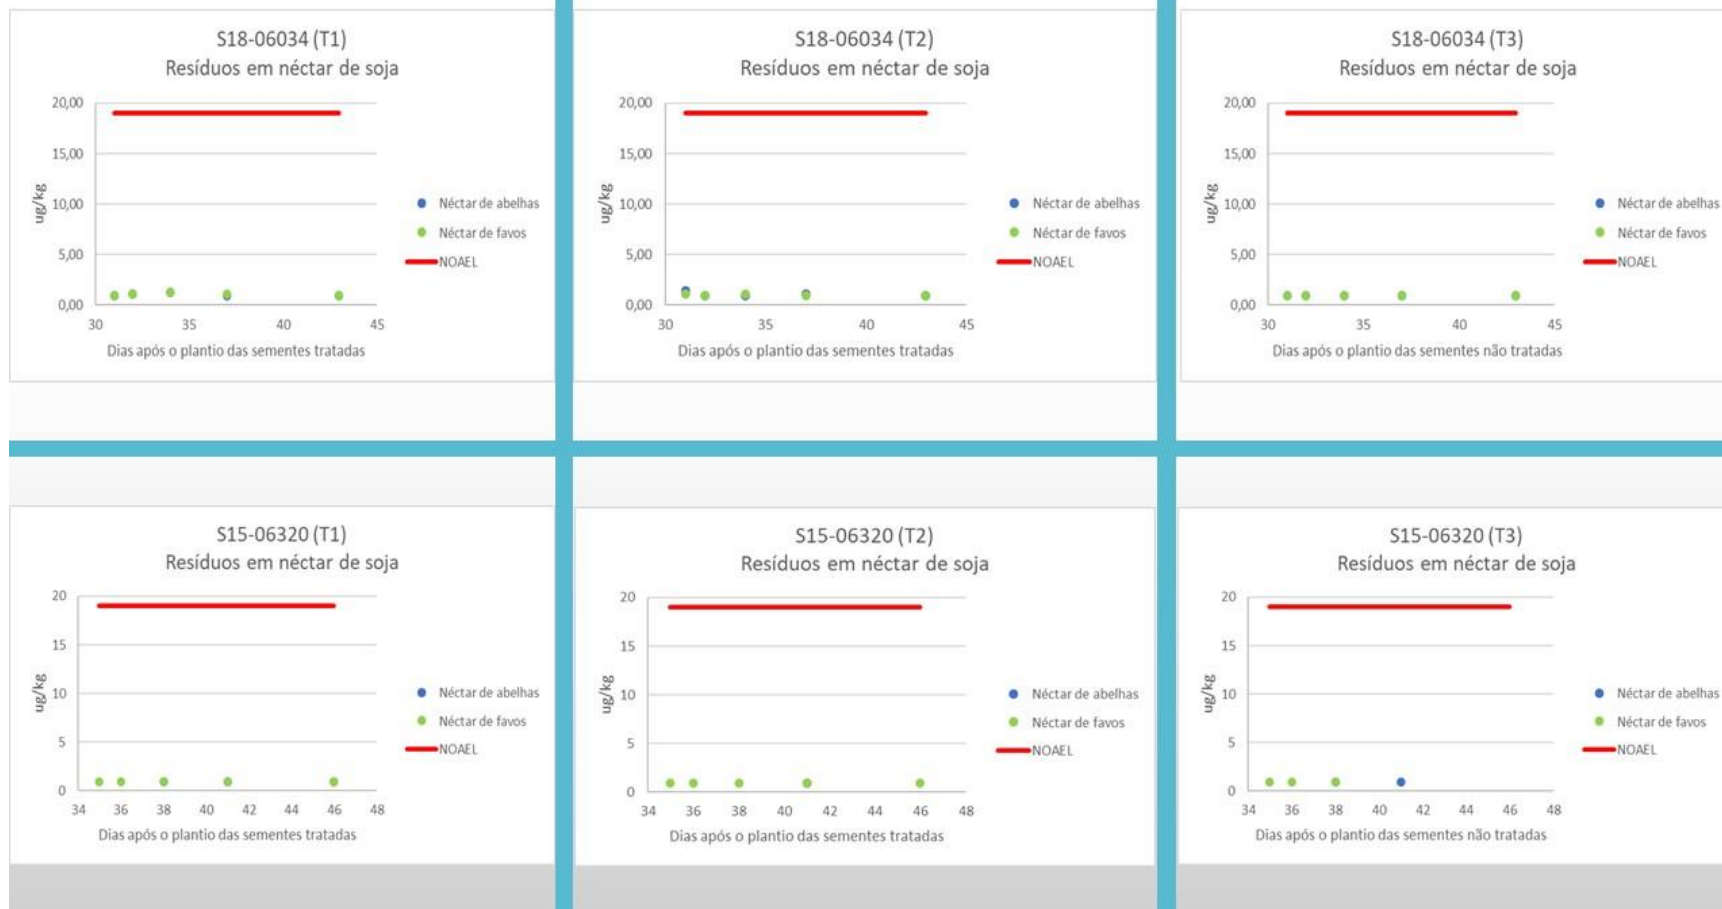 S18-06034 (T1)
Resíduos em néctar de soja
20,00
15,00
10,00
5,00
0,00
ug/kg
30 35 40 45
Dias após o plantio das sementes tratadas
Néctar de abelhas
Néctar de favos
NOAEL
S18-06034 (T2)
Resíduos em néctar de soja
20,00
15,00
10,00
5,00
0,00
ug/kg
30 35 40 45
Dias após o plantio das sementes tratadas
Néctar de abelhas
Néctar de favos
NOAEL
S18-06034 (T3)
Resíduos em néctar de soja
20,00
15,00
10,00
5,00
0,00
ug/kg
30 35 40 45
Dias após o plantio das sementes não tratadas
Néctar de abelhas
Néctar de favos
NOAEL
S15-06320 (T1)
Resíduos em néctar de soja
20
15
10
5
0
ug/kg
34 36 38 40 42 44 46 48
Dias após o plantio das sementes tratadas
Néctar de abelhas
Néctar de favos
NOAEL
S15-06320 (T2)
Resíduos em néctar de soja
20
15
10
5
0
ug/kg
34 36 38 40 42 44 46 48
Dias após o plantio das sementes tratadas
Néctar de abelhas
Néctar de favos
NOAEL
S15-06320 (T3)
Resíduos em néctar de soja
20
15
10
5
0
ug/kg
34 36 38 40 42 44 46 48
Dias após o plantio das sementes não tratadas
Néctar de abelhas
Néctar de favos
NOAEL